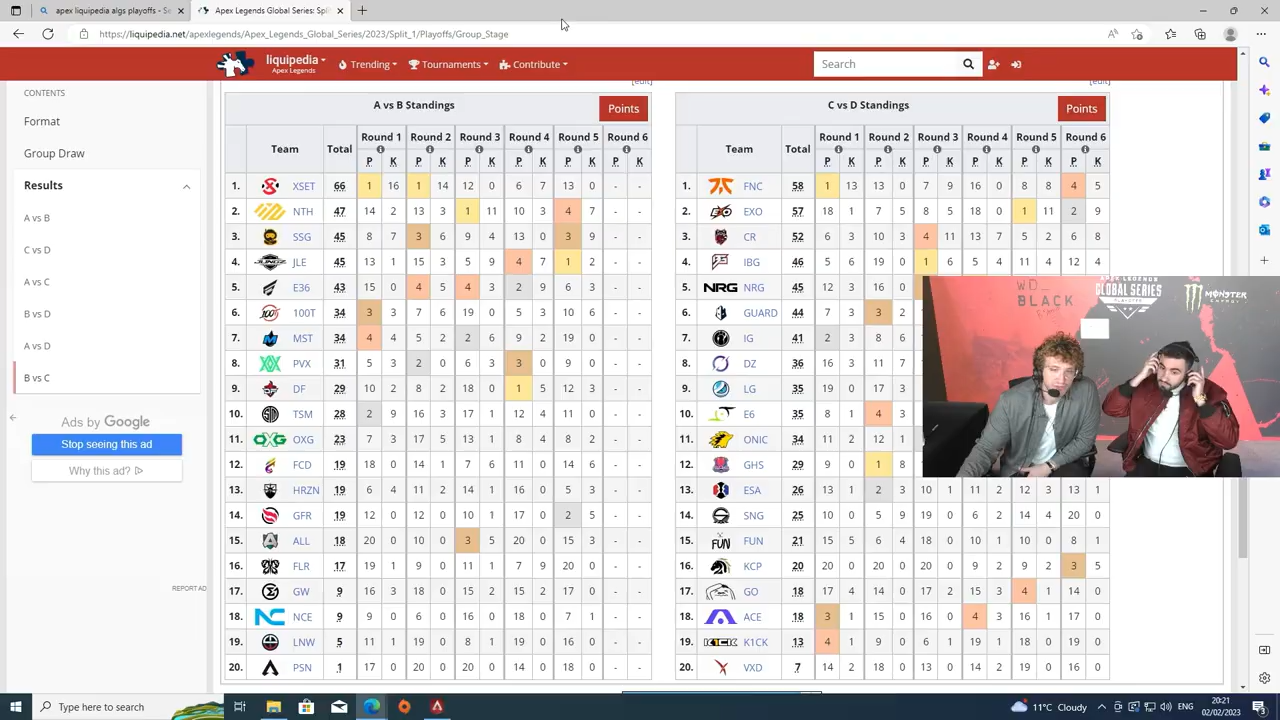 apex liquipedia algs playoffs - Se
Apex Legends Global Series: Spli
https://liquipedia.net/apexlegends/Apex_Legends_Global_Series/2023/Split_1/Playoffs/Group_Stage
liquipedia
Apex Legends
Trending
Tournaments
Contribute
Search
CONTENTS
Format
Group Draw
Results
A vs B
C vs D
A vs C
B vs D
A vs D
B vs C
Ads by Google
Stop seeing this ad
Why this ad?
REPORT AD
[edit]
A vs B Standings Points
Team Total Round 1 Round 2 Round 3 Round 4 Round 5 Round 6
P K P K P K P K P K P K
1. XSET 66 1 16 1 14 12 0 6 7 13 0 - -
2. NTH 47 14 2 13 3 1 11 10 3 4 7 - -
3. SSG 45 8 7 3 6 9 4 13 0 3 9 - -
4. JLE 45 13 1 15 3 5 9 4 7 1 2 - -
5. E36 43 15 0 4 5 4 3 2 9 6 3 - -
6. 100T 34 3 3 7 6 19 0 5 3 10 6 - -
7. MST 34 4 4 5 2 2 6 9 2 19 0 - -
8. PVX 31 5 3 2 0 6 3 3 0 9 0 - -
9. DF 29 10 2 8 4 18 0 1 5 12 3 - -
10. TSM 28 2 9 16 3 17 1 12 4 11 0 - -
11. OXG 23 7 3 17 5 13 1 8 4 8 2 - -
12. FCD 19 18 0 14 1 7 6 11 0 14 6 - -
13. HRZN 19 6 4 11 2 14 1 16 0 5 3 - -
14. GFR 19 12 0 12 0 10 1 17 0 2 5 - -
15. ALL 18 20 0 10 0 3 5 20 0 15 3 - -
16. FLR 17 19 1 9 0 11 1 7 9 20 0 - -
17. GW 9 16 3 18 0 15 2 15 2 17 0 - -
18. NCE 9 9 0 6 0 16 0 18 0 7 1 - -
19. LNW 5 11 1 19 0 8 1 19 0 16 0 - -
20. PSN 1 17 0 20 0 20 0 14 0 18 0 - -
[edit]
C vs D Standings Points
Team Total Round 1 Round 2 Round 3 Round 4 Round 5 Round 6
P K P K P K P K P K P K
1. FNC 58 1 13 13 0 7 9 16 0 8 8 4 5
2. EXO 57 18 1 7 5 8 5 18 0 1 11 2 9
3. CR 52 6 3 10 3 4 11 13 7 5 2 6 8
4. IBG 46 5 6 19 0 1 6 5 4 11 4 12 4
5. NRG 45 12 3 16 0
6. GUARD 44 7 3 3 2
7. IG 41 2 3 8 6
8. DZ 36 16 3 11 7
9. LG 35 19 0 17 3
10. E6 35 8 1 4 3
11. ONIC 34 11 2 12 1
12. GHS 29 9 0 1 8
13. ESA 26 13 1 2 3 10 1 11 2 12 3 13 1
14. SNG 25 10 0 5 9 19 0 6 2 14 4 20 0
15. FUN 21 15 5 6 4 18 0 10 1 10 0 8 1
16. KCP 20 20 0 20 0 20 0 9 2 9 2 3 5
17. GO 18 17 4 14 0 17 2 15 3 4 1 14 0
18. ACE 18 3 1 15 0 16 0 4 3 16 1 17 0
19. K1CK 13 4 1 9 0 6 1 19 1 18 0 19 0
20. VXD 7 14 2 18 0 13 0 14 2 19 0 16 0
WD_BLACK
GLOBAL SERIES
PLAYOFFS
MONSTER
ENERGY
Type here to search
11°C Cloudy
ENG
20:21
02/02/2023